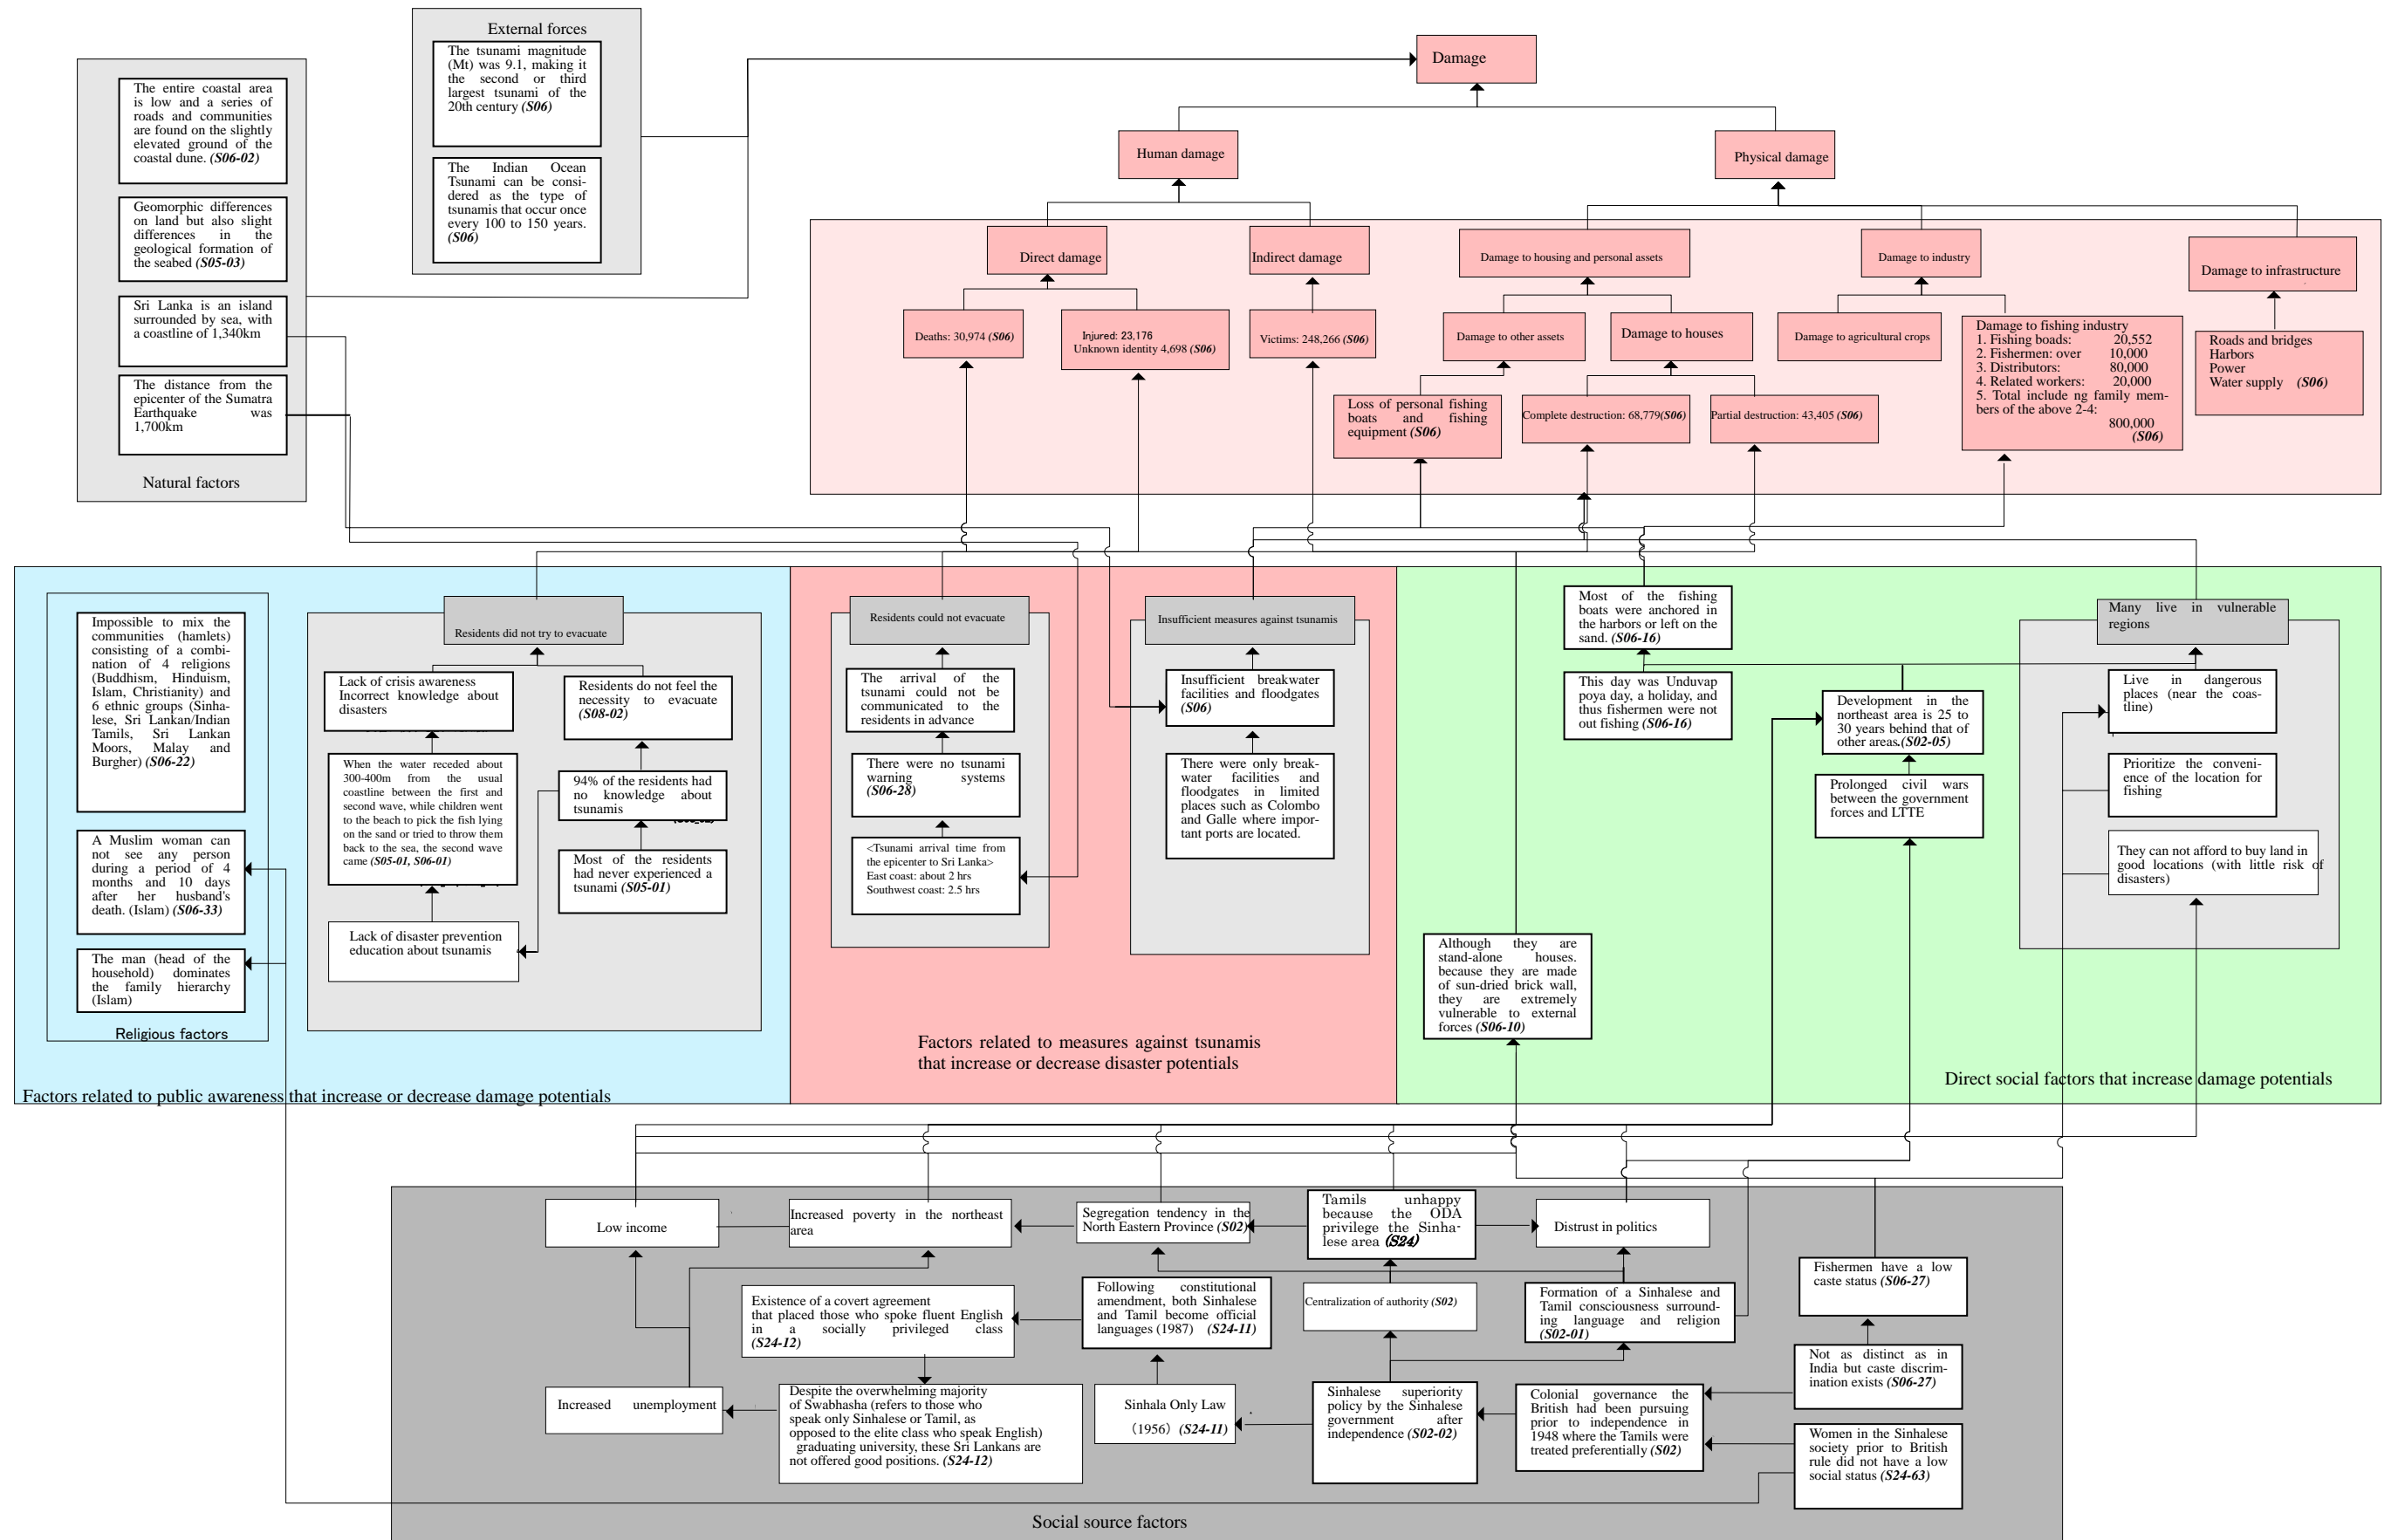 External forces
The tsunami magnitude
(Mt) was 9.1, making it
the second or third
largest tsunami of the
20th century (S06)
The Indian Ocean
Tsunami can be consi-
dered as the type of
tsunamis that occur once
every 100 to 150 years.
(S06)
The entire coastal area
is low and a series of
roads and communities
are found on the slightly
elevated ground of the
coastal dune. (S06-02)
Geomorphic differences
on land but also slight
differences in the
geological formation of
the seabed (S05-03)
Sri Lanka is an island
surrounded by sea, with
a coastline of 1,340km
The distance from the
epicenter of the Sumatra
Earthquake was
1,700km
Natural factors
Damage
Human damage
Physical damage
Direct damage
Indirect damage
Damage to housing and personal assets
Damage to industry
Damage to infrastructure
Deaths: 30,974 (S06)
Injured: 23,176
Unknown identity 4,698 (S06)
Victims: 248,266 (S06)
Damage to other assets
Damage to houses
Damage to agricultural crops
Damage to fishing industry
1. Fishing boads: 20,552
2. Fishermen: over 10,000
3. Distributors: 80,000
4. Related workers: 20,000
5. Total include ng family mem-
bers of the above 2-4:
800,000
(S06)
Roads and bridges
Harbors
Power
Water supply (S06)
Loss of personal fishing
boats and fishing
equipment (S06)
Complete destruction: 68,779(S06)
Partial destruction: 43,405 (S06)
Impossible to mix the
communities (hamlets)
consisting of a combi-
nation of 4 religions
(Buddhism, Hinduism,
Islam, Christianity) and
6 ethnic groups (Sinha-
lese, Sri Lankan/Indian
Tamils, Sri Lankan
Moors, Malay and
Burgher) (S06-22)
A Muslim woman can
not see any person
during a period of 4
months and 10 days
after her husband's
death. (Islam) (S06-33)
The man (head of the
household) dominates
the family hierarchy
(Islam)
Religious factors
Residents did not try to evacuate
Lack of crisis awareness
Incorrect knowledge about
disasters
Residents do not feel the
necessity to evacuate
(S08-02)
When the water receded about
300-400m from the usual
coastline between the first and
second wave, while children went
to the beach to pick the fish lying
on the sand or tried to throw them
back to the sea, the second wave
came (S05-01, S06-01)
94% of the residents had
no knowledge about
tsunamis
Most of the residents
had never experienced a
tsunami (S05-01)
Lack of disaster prevention
education about tsunamis
Factors related to public awareness that increase or decrease damage potentials
Residents could not evacuate
The arrival of the
tsunami could not be
communicated to the
residents in advance
There were no tsunami
warning systems
(S06-28)
<Tsunami arrival time from
the epicenter to Sri Lanka>
East coast: about 2 hrs
Southwest coast: 2.5 hrs
Insufficient measures against tsunamis
Insufficient breakwater
facilities and floodgates
(S06)
There were only break-
water facilities and
floodgates in limited
places such as Colombo
and Galle where impor-
tant ports are located.
Factors related to measures against tsunamis
that increase or decrease disaster potentials
Most of the fishing
boats were anchored in
the harbors or left on the
sand. (S06-16)
This day was Unduvap
poya day, a holiday, and
thus fishermen were not
out fishing (S06-16)
Development in the
northeast area is 25 to
30 years behind that of
other areas.(S02-05)
Prolonged civil wars
between the government
forces and LTTE
Although they are
stand-alone houses.
because they are made
of sun-dried brick wall,
they are extremely
vulnerable to external
forces (S06-10)
Many live in vulnerable
regions
Live in dangerous
places (near the coas-
tline)
Prioritize the conveni-
ence of the location for
fishing
They can not afford to buy land in
good locations (with little risk of
disasters)
Direct social factors that increase damage potentials
Low income
Increased poverty in the northeast
area
Segregation tendency in the
North Eastern Province (S02)
Tamils unhappy
because the ODA
privilege the Sinha-
lese area (S24)
Distrust in politics
Existence of a covert agreement
that placed those who spoke fluent English
in a socially privileged class
(S24-12)
Following constitutional
amendment, both Sinhalese
and Tamil become official
languages (1987) (S24-11)
Centralization of authority (S02)
Formation of a Sinhalese and
Tamil consciousness surround-
ing language and religion
(S02-01)
Fishermen have a low
caste status (S06-27)
Not as distinct as in
India but caste discrim-
ination exists (S06-27)
Increased unemployment
Despite the overwhelming majority
of Swabhasha (refers to those who
speak only Sinhalese or Tamil, as
opposed to the elite class who speak English)
graduating university, these Sri Lankans are
not offered good positions. (S24-12)
Sinhala Only Law
(1956) (S24-11)
Sinhalese superiority
policy by the Sinhalese
government after
independence (S02-02)
Colonial governance the
British had been pursuing
prior to independence in
1948 where the Tamils were
treated preferentially (S02)
Women in the Sinhalese
society prior to British
rule did not have a low
social status (S24-63)
Social source factors